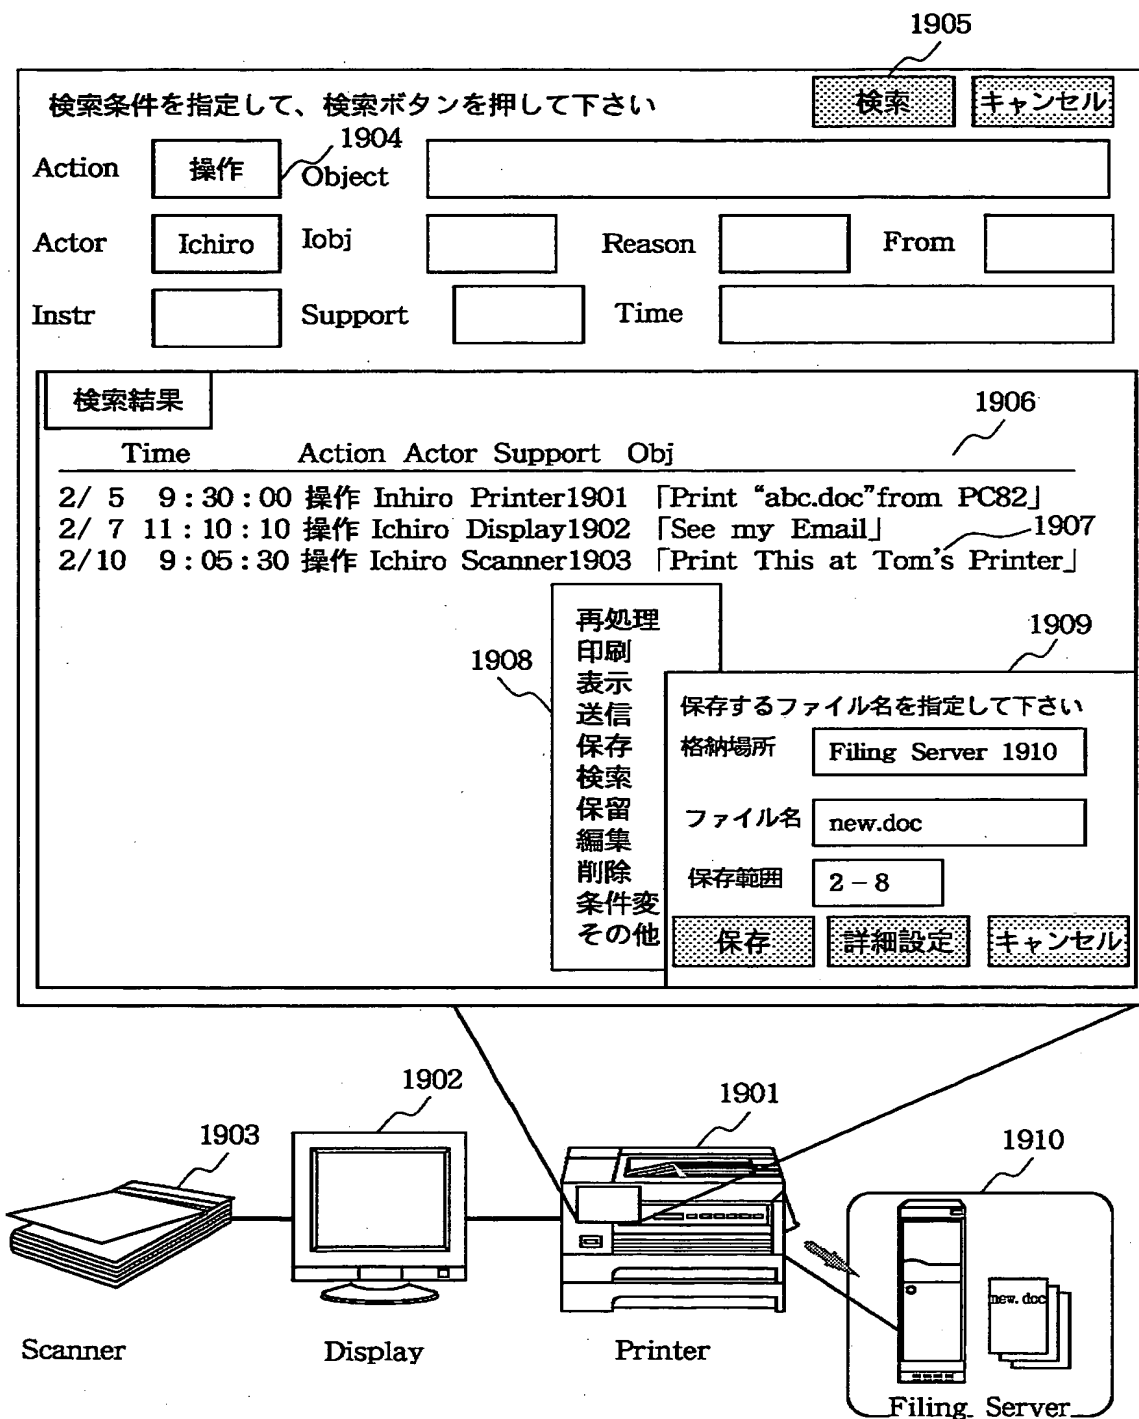 1905
検索条件を指定して、検索ボタンを押して下さい 検索 キャンセル
1904
Action 操作 Object
Actor Ichiro Iobj Reason From
Instr Support Time
検索結果
1906
Time Action Actor Support Obj
2/ 5 9:30:00 操作 Inhiro Printer1901 「Print “abc.doc”from PC82」
2/ 7 11:10:10 操作 Ichiro Display1902 「See my Email」
1907
2/10 9:05:30 操作 Ichiro Scanner1903 「Print This at Tom's Printer」
1908
再処理
印刷
表示
送信
保存
検索
保留
編集
削除
条件変
その他
1909
保存するファイル名を指定して下さい
格納場所 Filing Server 1910
ファイル名 new.doc
保存範囲 2-8
保存 詳細設定 キャンセル
1903
1902
1901
1910
new.doc
Scanner Display Printer
Filing Server